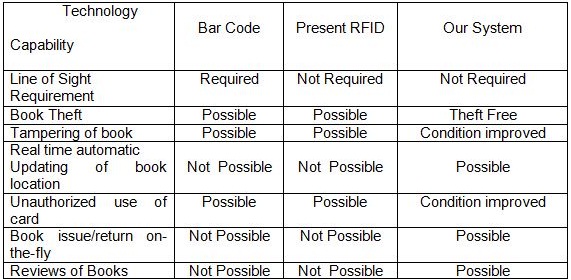 Technology
Capability
Bar Code Present RFID Our System
Line of Sight
Requirement
Required Not Required Not Required
Book Theft Possible Possible Theft Free
Tampering of book Possible Possible Condition improved
Real time automatic
Updating of book
location
Not Possible Not Possible Possible
Unauthorized use of
card
Possible Possible Condition improved
Book issue/return on-
the-fly
Not Possible Not Possible Possible
Reviews of Books Not Possible Not Possible Possible